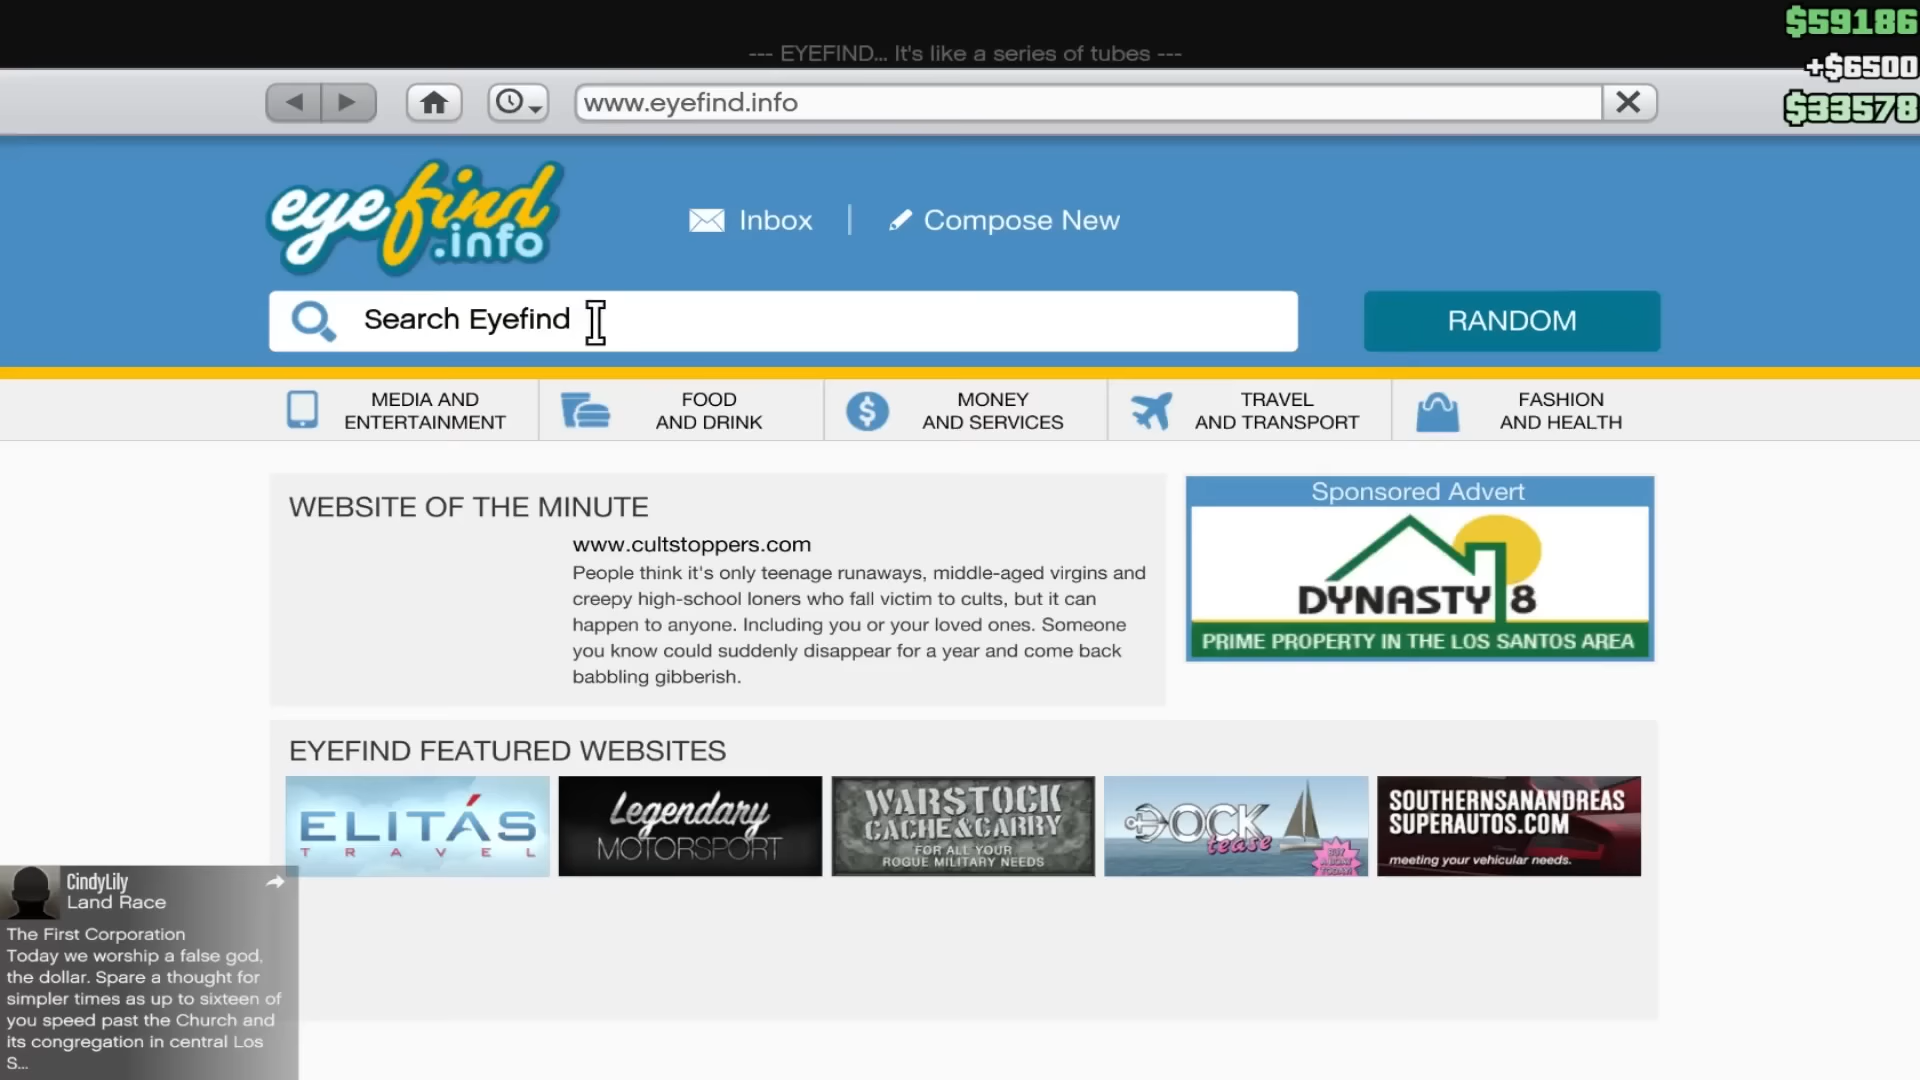 $59186
--- EYEFIND... It's like a series of tubes ---
+$6500
www.eyefind.info
$33578
eyefind.info
Inbox | Compose New
Search Eyefind
RANDOM
MEDIA AND ENTERTAINMENT
FOOD AND DRINK
MONEY AND SERVICES
TRAVEL AND TRANSPORT
FASHION AND HEALTH
WEBSITE OF THE MINUTE
www.cultstoppers.com
People think it's only teenage runaways, middle-aged virgins and
creepy high-school loners who fall victim to cults, but it can
happen to anyone. Including you or your loved ones. Someone
you know could suddenly disappear for a year and come back
babbling gibberish.
Sponsored Advert
DYNASTY 8
PRIME PROPERTY IN THE LOS SANTOS AREA
EYEFIND FEATURED WEBSITES
ELITÁS
TRAVEL
Legendary
MOTORSPORT
WARSTOCK
CACHE & CARRY
FOR ALL YOUR
ROGUE MILITARY NEEDS
DOCK
tease
BUY
A BOAT
TODAY!
SOUTHERNSANANDREAS
SUPERAUTOS.COM
meeting your vehicular needs.
CindyLily
Land Race
The First Corporation
Today we worship a false god,
the dollar. Spare a thought for
simpler times as up to sixteen of
you speed past the Church and
its congregation in central Los
S...